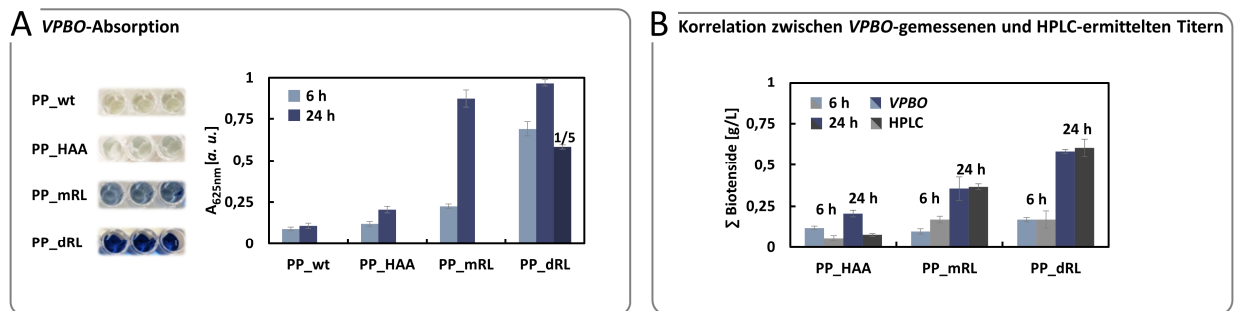 A VPBO-Absorption
PP_wt
PP_HAA
PP_mRL
PP_dRL
A625nm [a. u.]
1
0,75
0,5
0,25
0
6 h
24 h
1/5
PP_wt PP_HAA PP_mRL PP_dRL
B Korrelation zwischen VPBO-gemessenen und HPLC-ermittelten Titern
∑ Biotenside [g/L]
1
0,75
0,5
0,25
0
6 h VPBO
24 h HPLC
6 h 24 h
6 h 24 h
6 h 24 h
PP_HAA PP_mRL PP_dRL